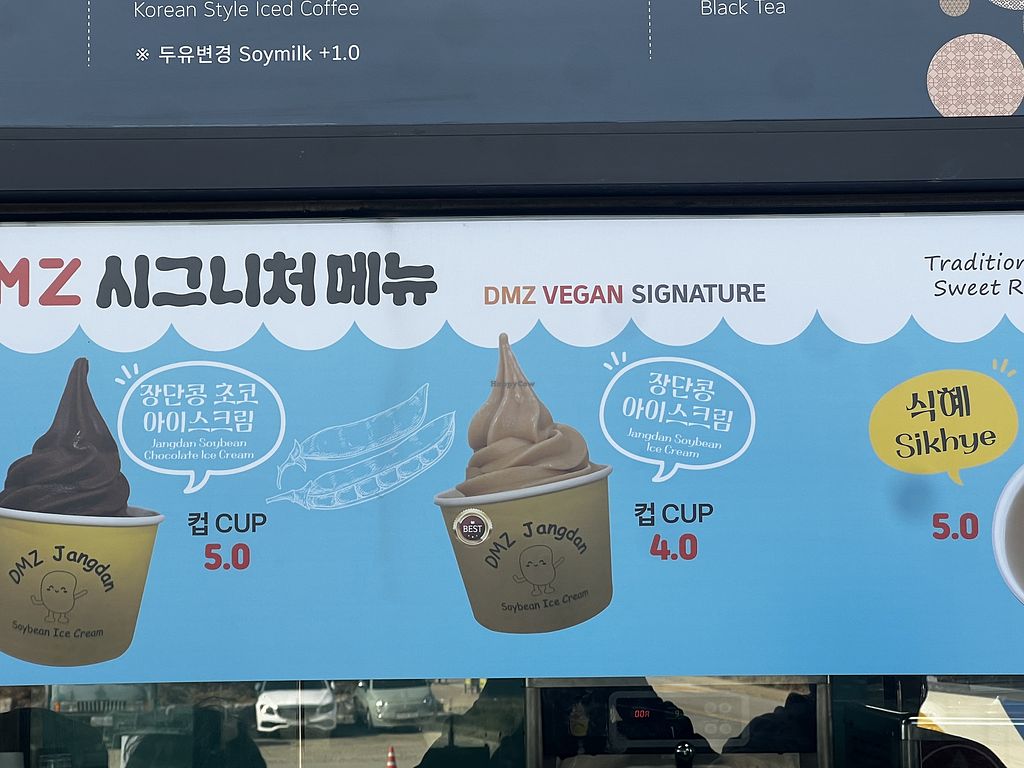 Korean Style Iced Coffee
※ 두유변경 Soymilk +1.0
Black Tea
MZ 시그니처 메뉴
DMZ VEGAN SIGNATURE
Tradition
Sweet R
장단콩 초코
아이스크림
Jangdan Soybean
Chocolate Ice Cream
컵 CUP
5.0
DMZ Jangdan
Soybean Ice Cream
HappyCow
장단콩
아이스크림
Jangdan Soybean
Ice Cream
컵 CUP
4.0
BEST
DMZ Jangdan
Soybean Ice Cream
식혜
Sikhye
5.0